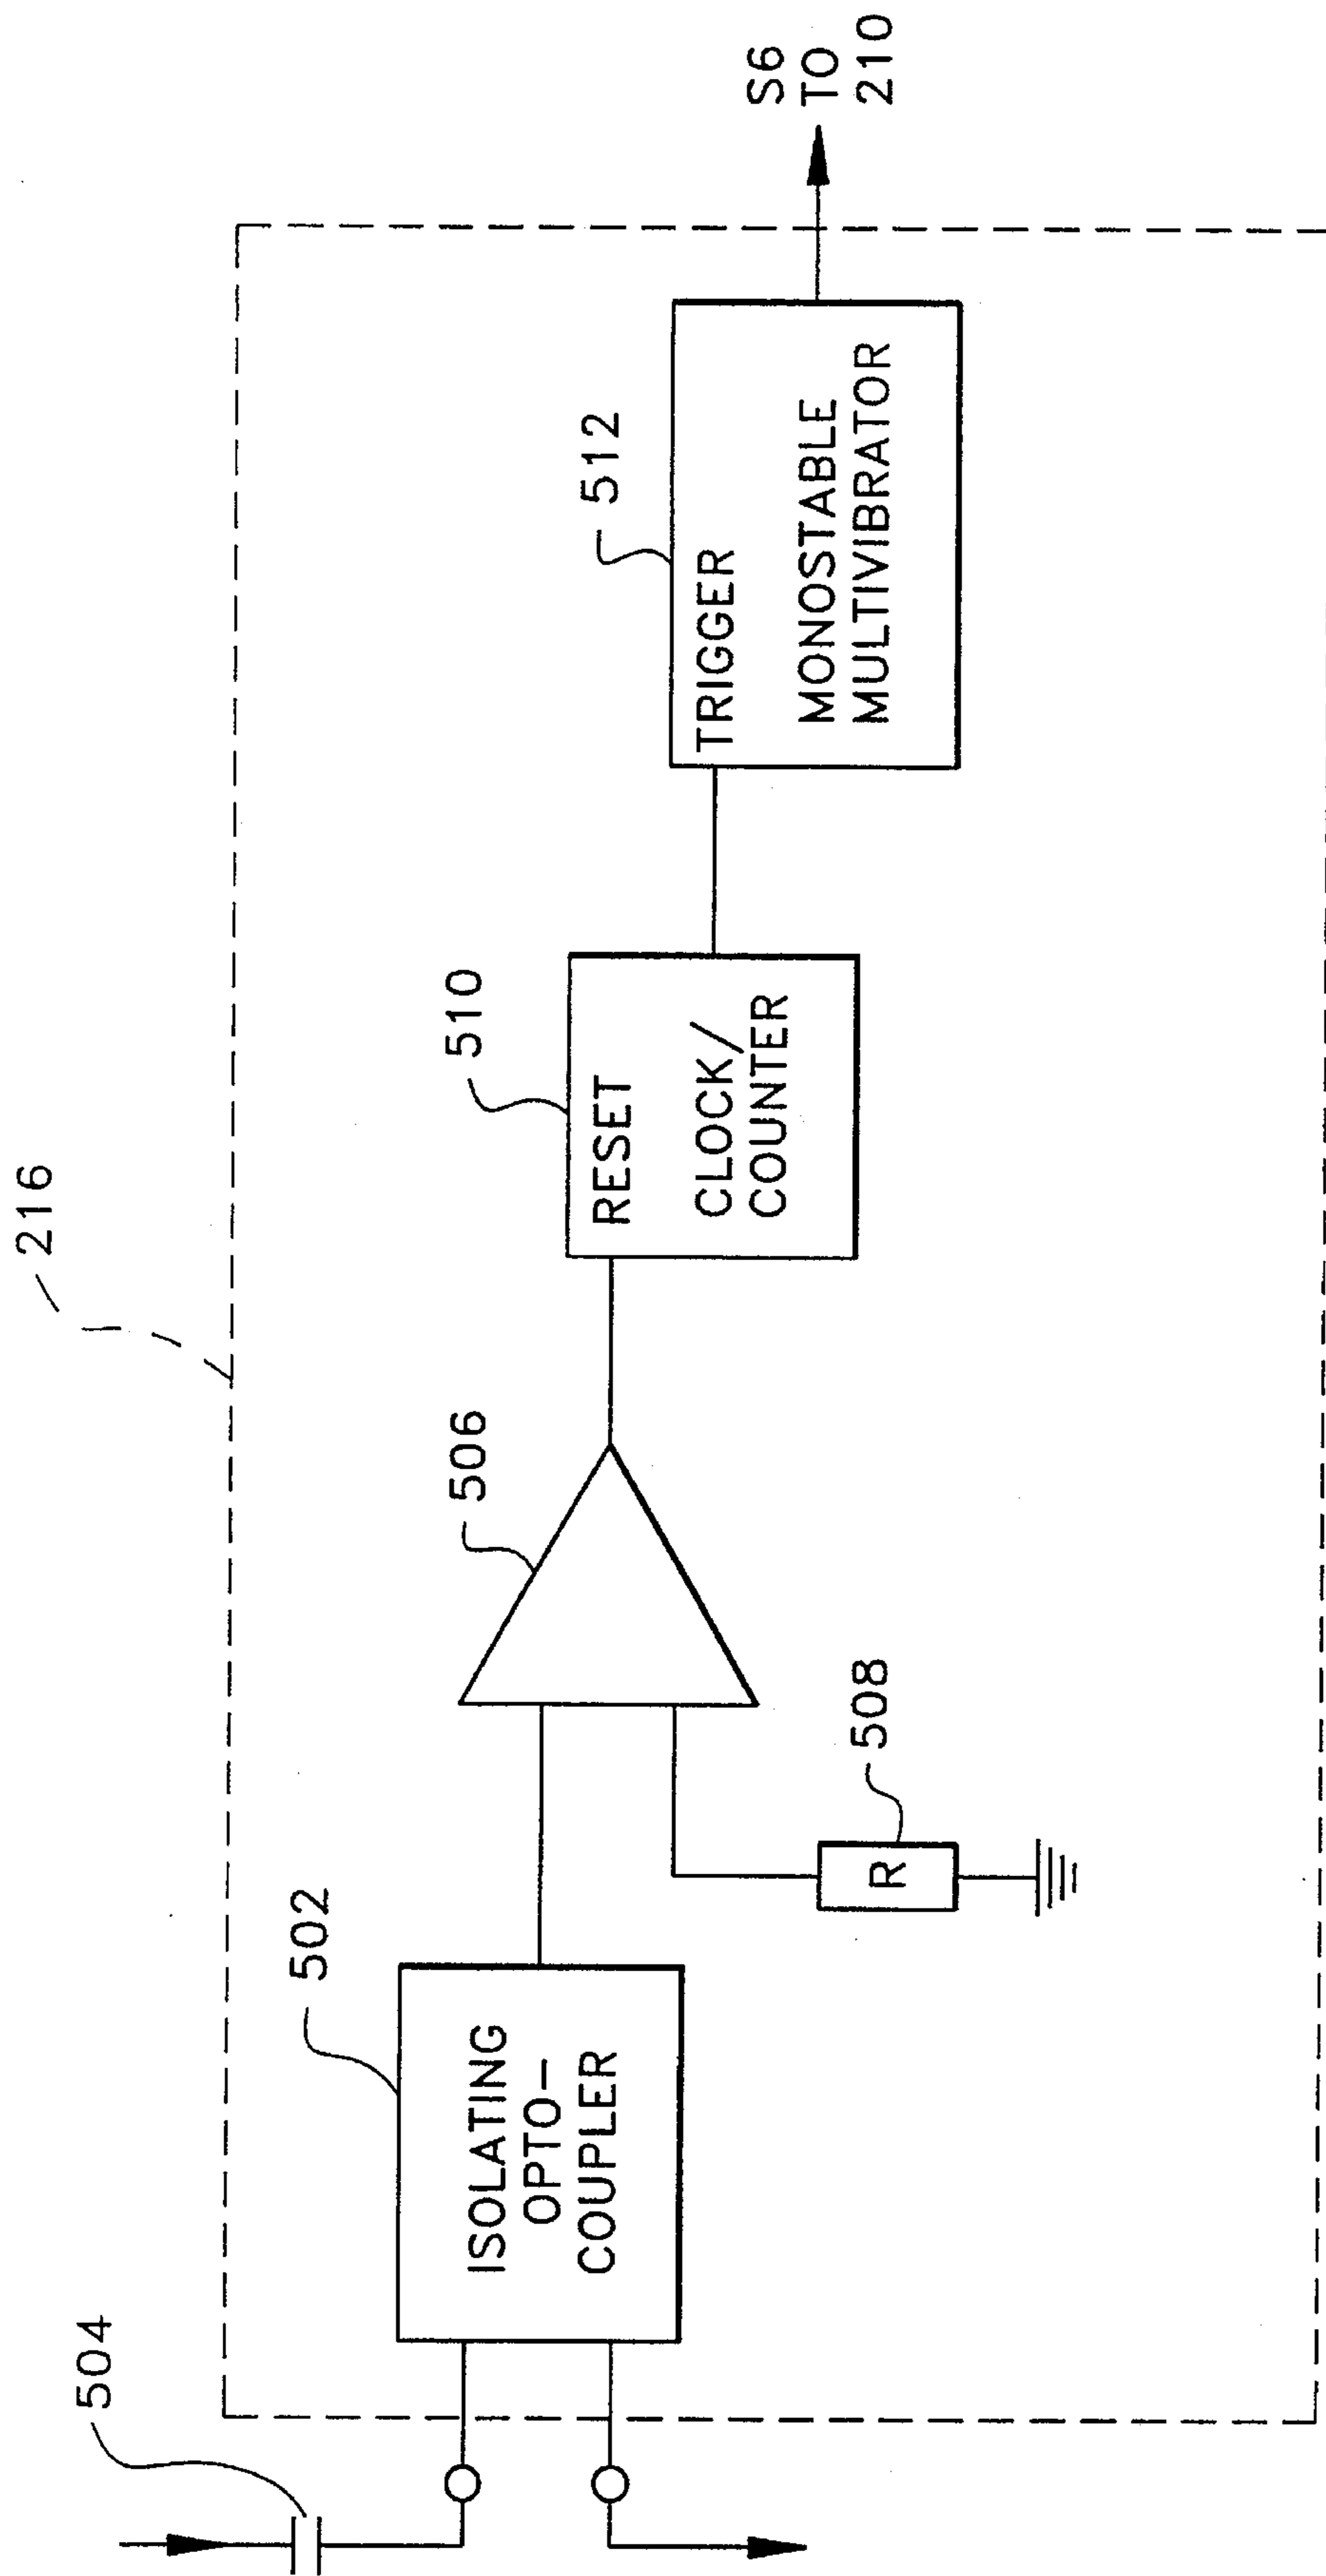 216
504
502
ISOLATING
OPTO-
COUPLER
506
R
508
510
RESET
CLOCK/
COUNTER
512
TRIGGER
MONOSTABLE
MULTIVIBRATOR
S6
TO
210